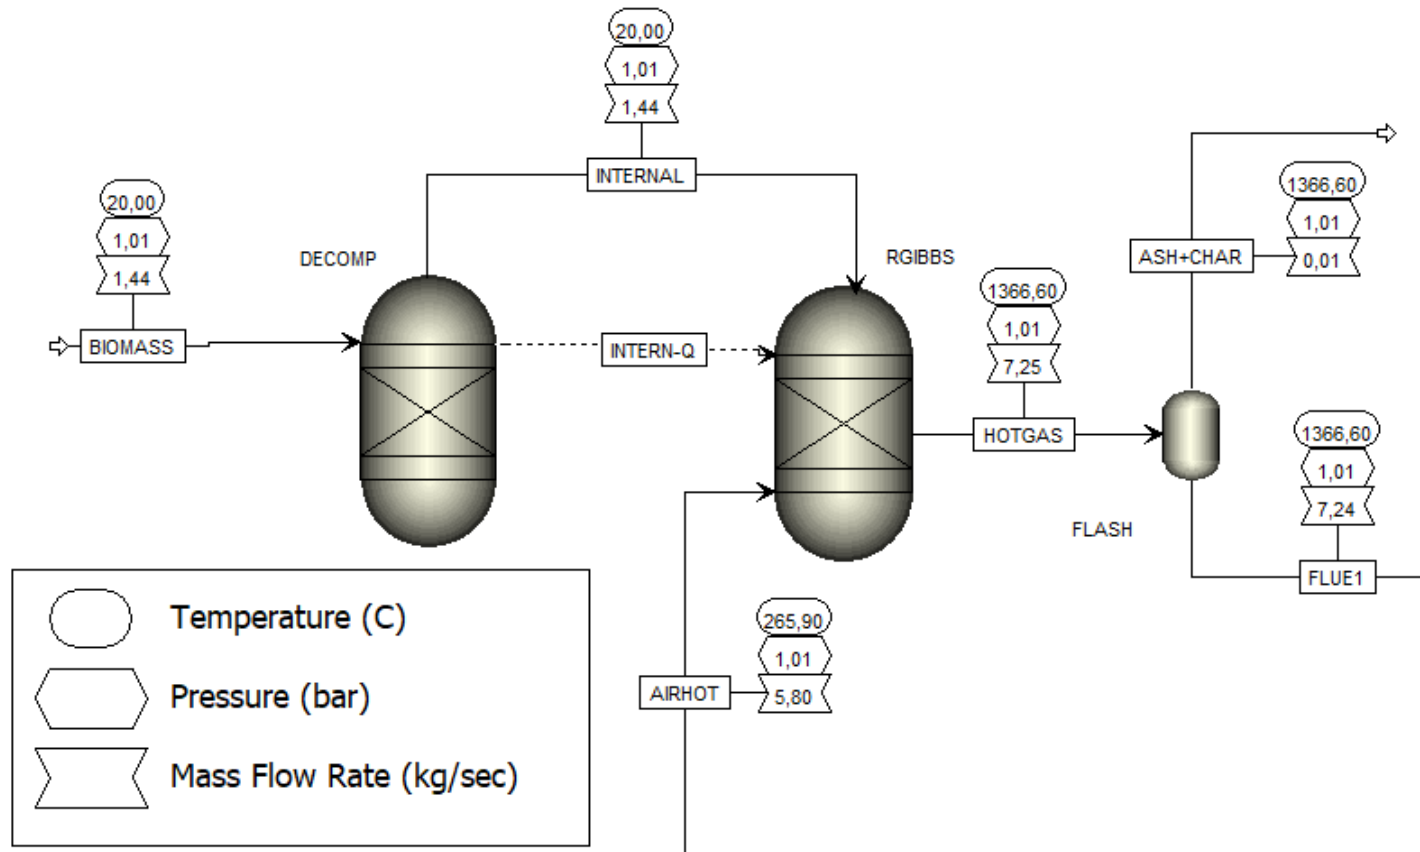 20,00
1,01
1,44
INTERNAL
20,00
1,01
1,44
BIOMASS
DECOMP
INTERN-Q
RGIBBS
1366,60
1,01
7,25
HOTGAS
1366,60
1,01
0,01
ASH+CHAR
1366,60
1,01
7,24
FLUE1
FLASH
265,90
1,01
5,80
AIRHOT
Temperature (C)
Pressure (bar)
Mass Flow Rate (kg/sec)